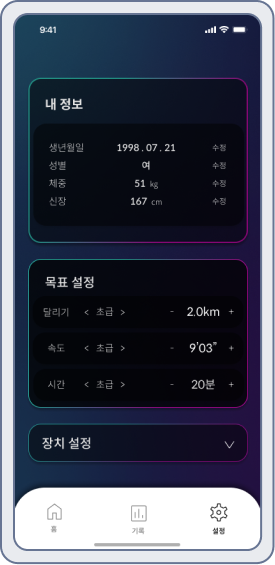 9:41
내 정보
생년월일 1998 . 07 . 21 수정
성별 여 수정
체중 51 kg 수정
신장 167 cm 수정
목표 설정
달리기 < 초급 > - 2.0km +
속도 < 초급 > - 9'03" +
시간 < 초급 > - 20분 +
장치 설정
홈 기록 설정